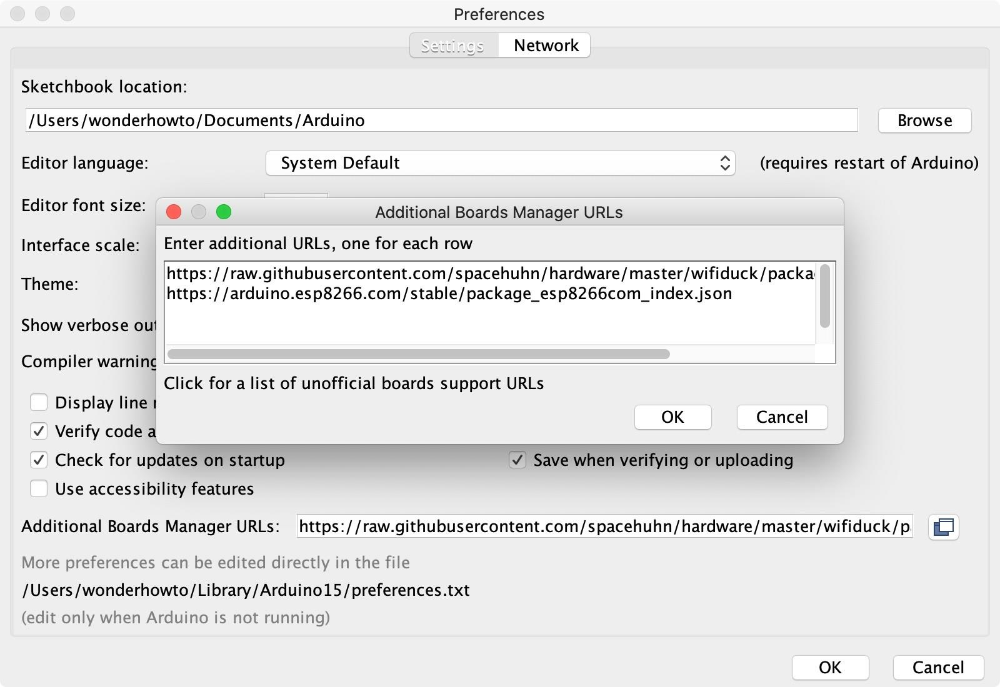 Preferences
Settings Network
Sketchbook location:
/Users/wonderhowto/Documents/Arduino Browse
Editor language: System Default (requires restart of Arduino)
Editor font size:
Interface scale:
Theme:
Show verbose
Compiler
Display line
Verify code
Additional Boards Manager URLs
Enter additional URLs, one for each row
https://raw.githubusercontent.com/spacehuhn/hardware/master/wifiduck/packa
https://arduino.esp8266.com/stable/package_esp8266com_index.json
Click for a list of unofficial boards support URLs
OK Cancel
Check for updates on startup Save when verifying or uploading
Use accessibility features
Additional Boards Manager URLs: https://raw.githubusercontent.com/spacehuhn/hardware/master/wifiduck/p
More preferences can be edited directly in the file
/Users/wonderhowto/Library/Arduino15/preferences.txt
(edit only when Arduino is not running)
OK Cancel